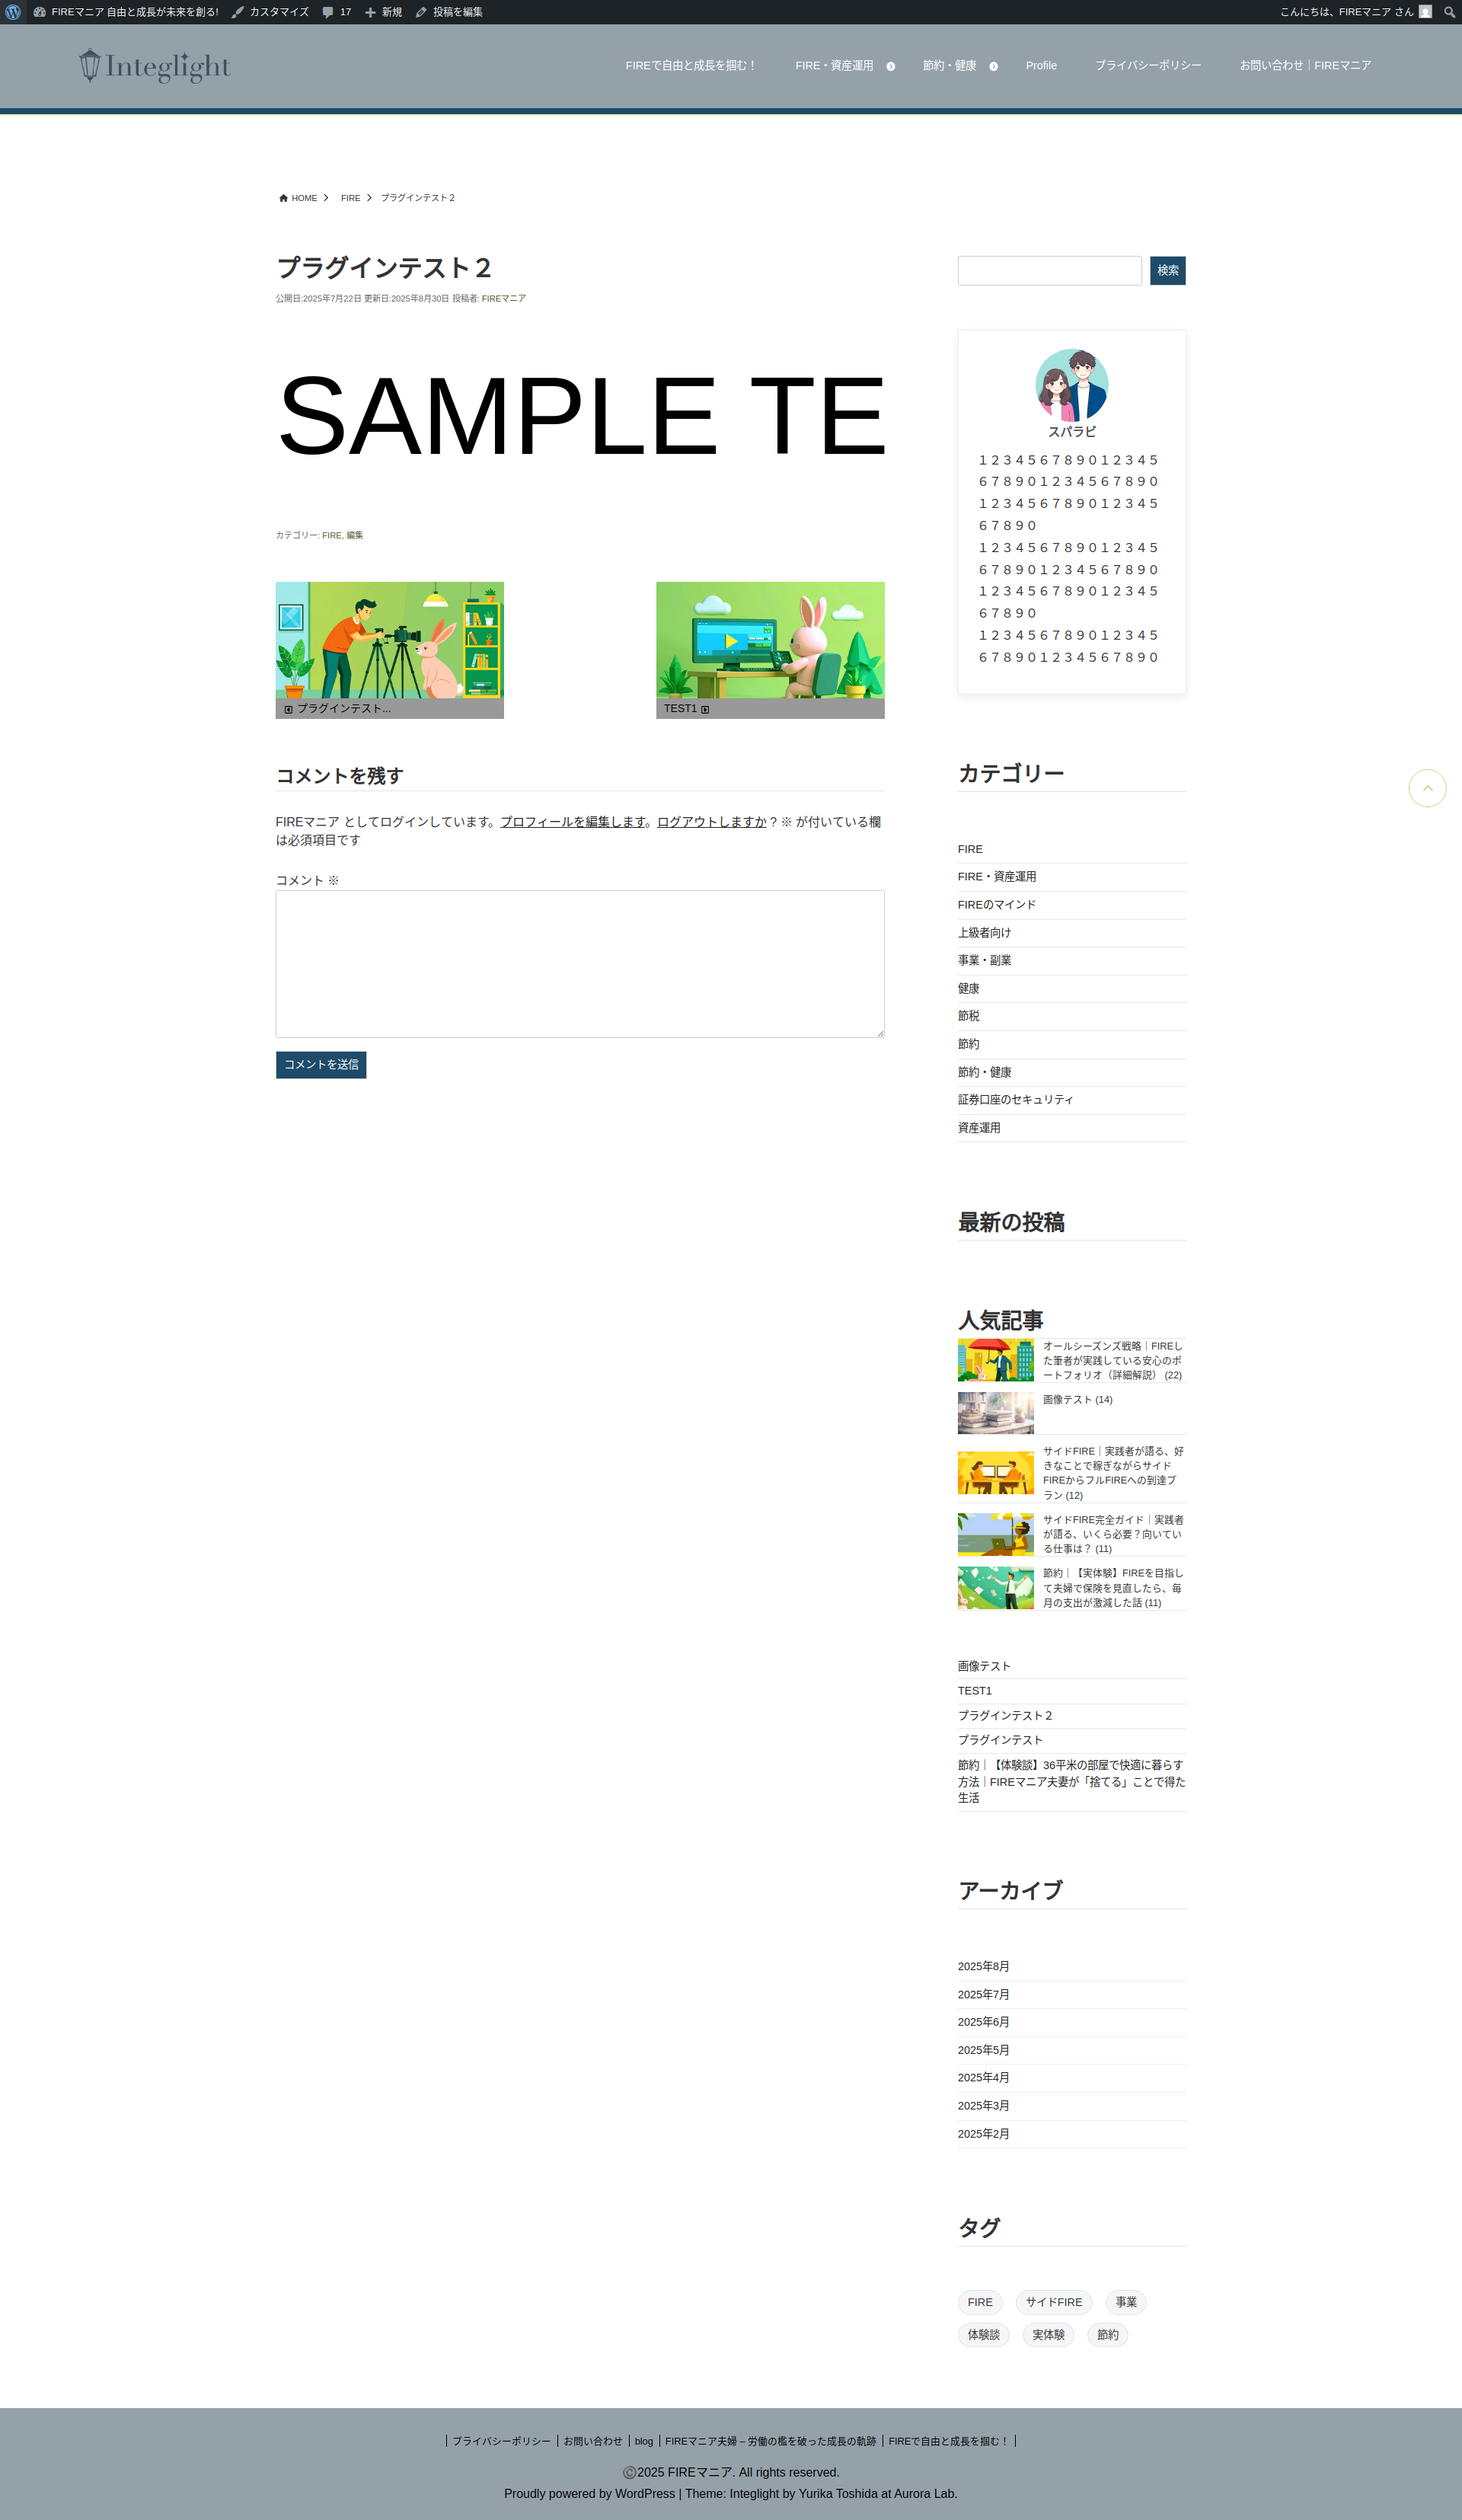 FIREマニア 自由と成長が未来を創る! カスタマイズ 17 新規 投稿を編集 こんにちは、FIREマニア さん
Integlight FIREで自由と成長を掴む！ FIRE・資産運用 節約・健康 Profile プライバシーポリシー お問い合わせ｜FIREマニア
HOME FIRE プラグインテスト２
プラグインテスト２
公開日:2025年7月22日 更新日:2025年8月30日 投稿者: FIREマニア
SAMPLE TE
カテゴリー: FIRE, 編集
プラグインテスト...
TEST1
コメントを残す
FIREマニア としてログインしています。プロフィールを編集します。ログアウトしますか ? ※ が付いている欄
は必須項目です
コメント ※
コメントを送信
検索
スパラビ
１２３４５６７８９０１２３４５
６７８９０１２３４５６７８９０
１２３４５６７８９０１２３４５
６７８９０
１２３４５６７８９０１２３４５
６７８９０１２３４５６７８９０
１２３４５６７８９０１２３４５
６７８９０
１２３４５６７８９０１２３４５
６７８９０１２３４５６７８９０
カテゴリー
FIRE
FIRE・資産運用
FIREのマインド
上級者向け
事業・副業
健康
節税
節約
節約・健康
証券口座のセキュリティ
資産運用
最新の投稿
人気記事
オールシーズンズ戦略｜FIREし
た筆者が実践している安心のポ
ートフォリオ（詳細解説） (22)
画像テスト (14)
サイドFIRE｜実践者が語る、好
きなことで稼ぎながらサイド
FIREからフルFIREへの到達プ
ラン (12)
サイドFIRE完全ガイド｜実践者
が語る、いくら必要？向いてい
る仕事は？ (11)
節約｜【実体験】FIREを目指し
て夫婦で保険を見直したら、毎
月の支出が激減した話 (11)
画像テスト
TEST1
プラグインテスト２
プラグインテスト
節約｜【体験談】36平米の部屋で快適に暮らす
方法｜FIREマニア夫妻が「捨てる」ことで得た
生活
アーカイブ
2025年8月
2025年7月
2025年6月
2025年5月
2025年4月
2025年3月
2025年2月
タグ
FIRE サイドFIRE 事業
体験談 実体験 節約
プライバシーポリシー お問い合わせ blog FIREマニア夫婦 – 労働の檻を破った成長の軌跡 FIREで自由と成長を掴む！
©2025 FIREマニア. All rights reserved.
Proudly powered by WordPress | Theme: Integlight by Yurika Toshida at Aurora Lab.